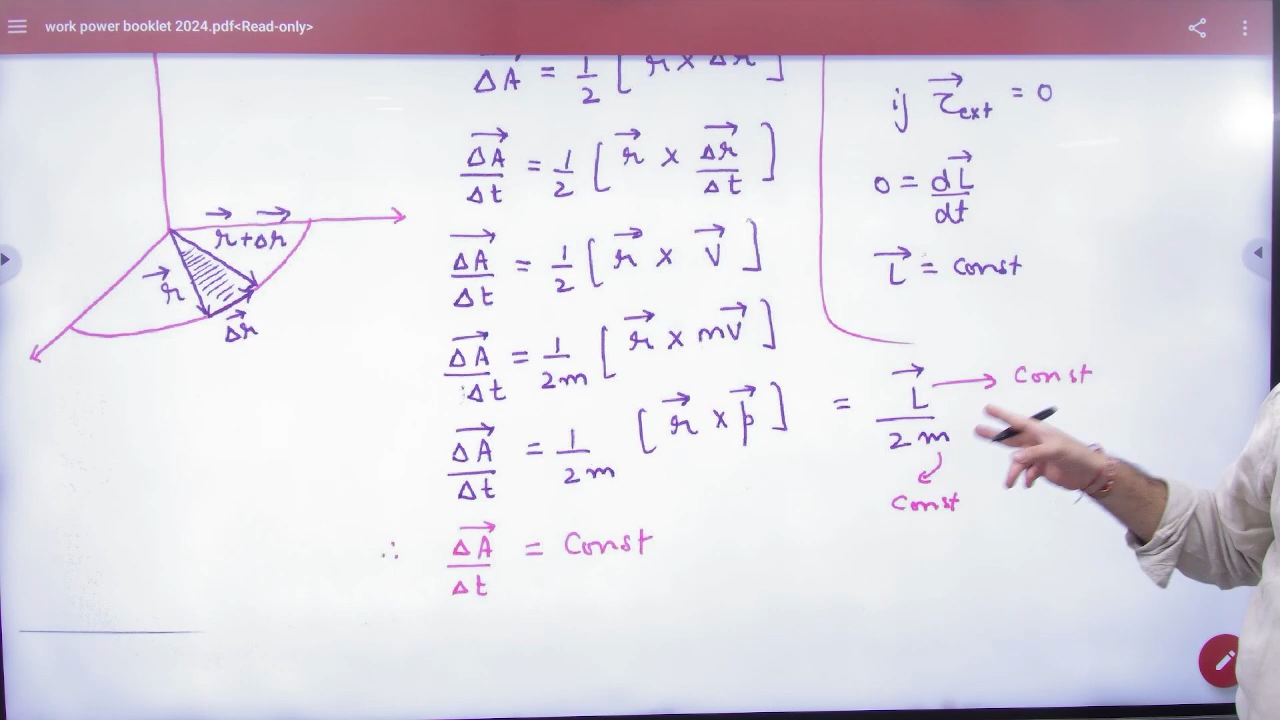 work power booklet 2024.pdf<Read-only>
ΔA⃗ = 1/2 [ r⃗ × Δr⃗ ]
ΔA⃗/Δt = 1/2 [ r⃗ × Δr⃗/Δt ]
ΔA⃗/Δt = 1/2 [ r⃗ × v⃗ ]
ΔA⃗/Δt = 1/2m [ r⃗ × mv⃗ ]
ΔA⃗/Δt = 1/2m [ r⃗ × p⃗ ] = L⃗/2m
∴ ΔA⃗/Δt = Const
r⃗+Δr⃗
r⃗
Δr⃗
if τ⃗ext = 0
0 = dL⃗/dt
L⃗ = Const
Const
Const